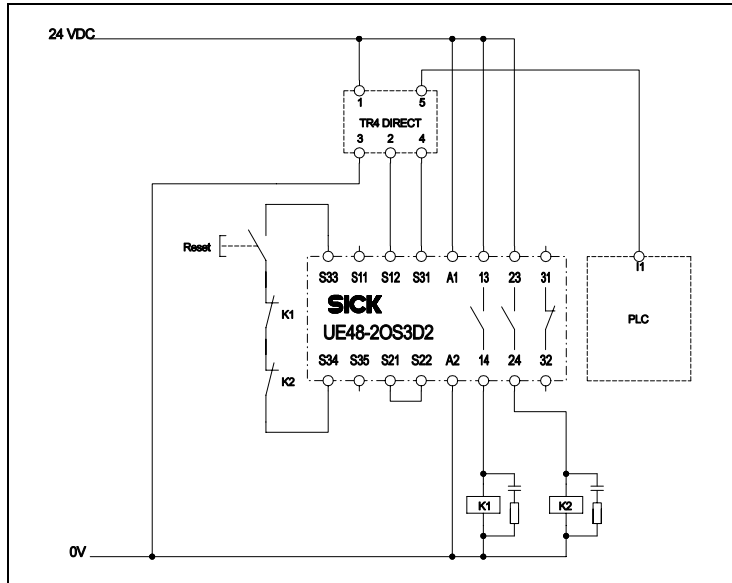 24 VDC
1 5
TR4 DIRECT
3 2 4
Reset
S33 S11 S12 S31 A1 13 23 31
I1
K1
SICK
UE48-2OS3D2
PLC
S34 S35 S21 S22 A2 14 24 32
K2
K1 K2
0V